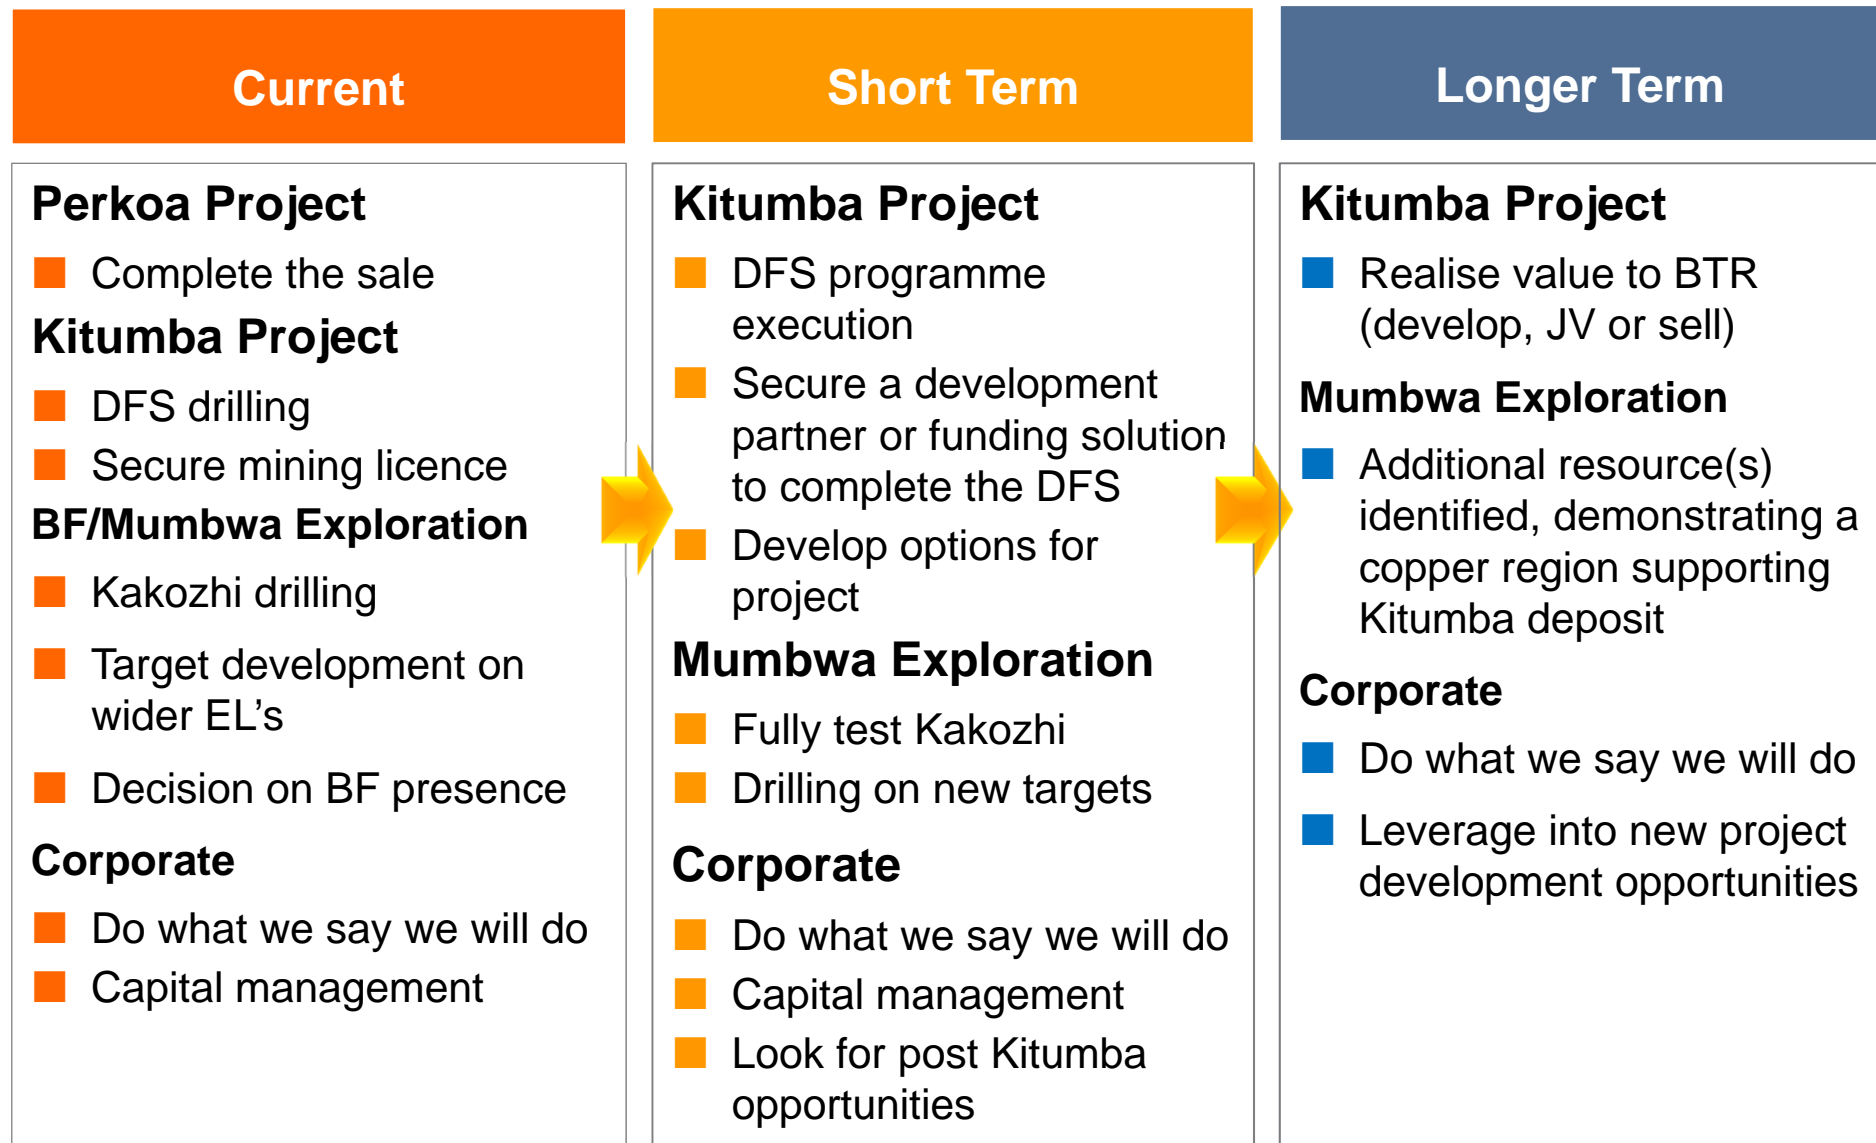 Current
Perkoa Project
Complete the sale
Kitumba Project
DFS drilling
Secure mining licence
BF/Mumbwa Exploration
Kakozhi drilling
Target development on
wider EL's
Decision on BF presence
Corporate
Do what we say we will do
Capital management
Short Term
Kitumba Project
DFS programme
execution
Secure a development
partner or funding solution
to complete the DFS
Develop options for
project
Mumbwa Exploration
Fully test Kakozhi
Drilling on new targets
Corporate
Do what we say we will do
Capital management
Look for post Kitumba
opportunities
Longer Term
Kitumba Project
Realise value to BTR
(develop, JV or sell)
Mumbwa Exploration
Additional resource(s)
identified, demonstrating a
copper region supporting
Kitumba deposit
Corporate
Do what we say we will do
Leverage into new project
development opportunities